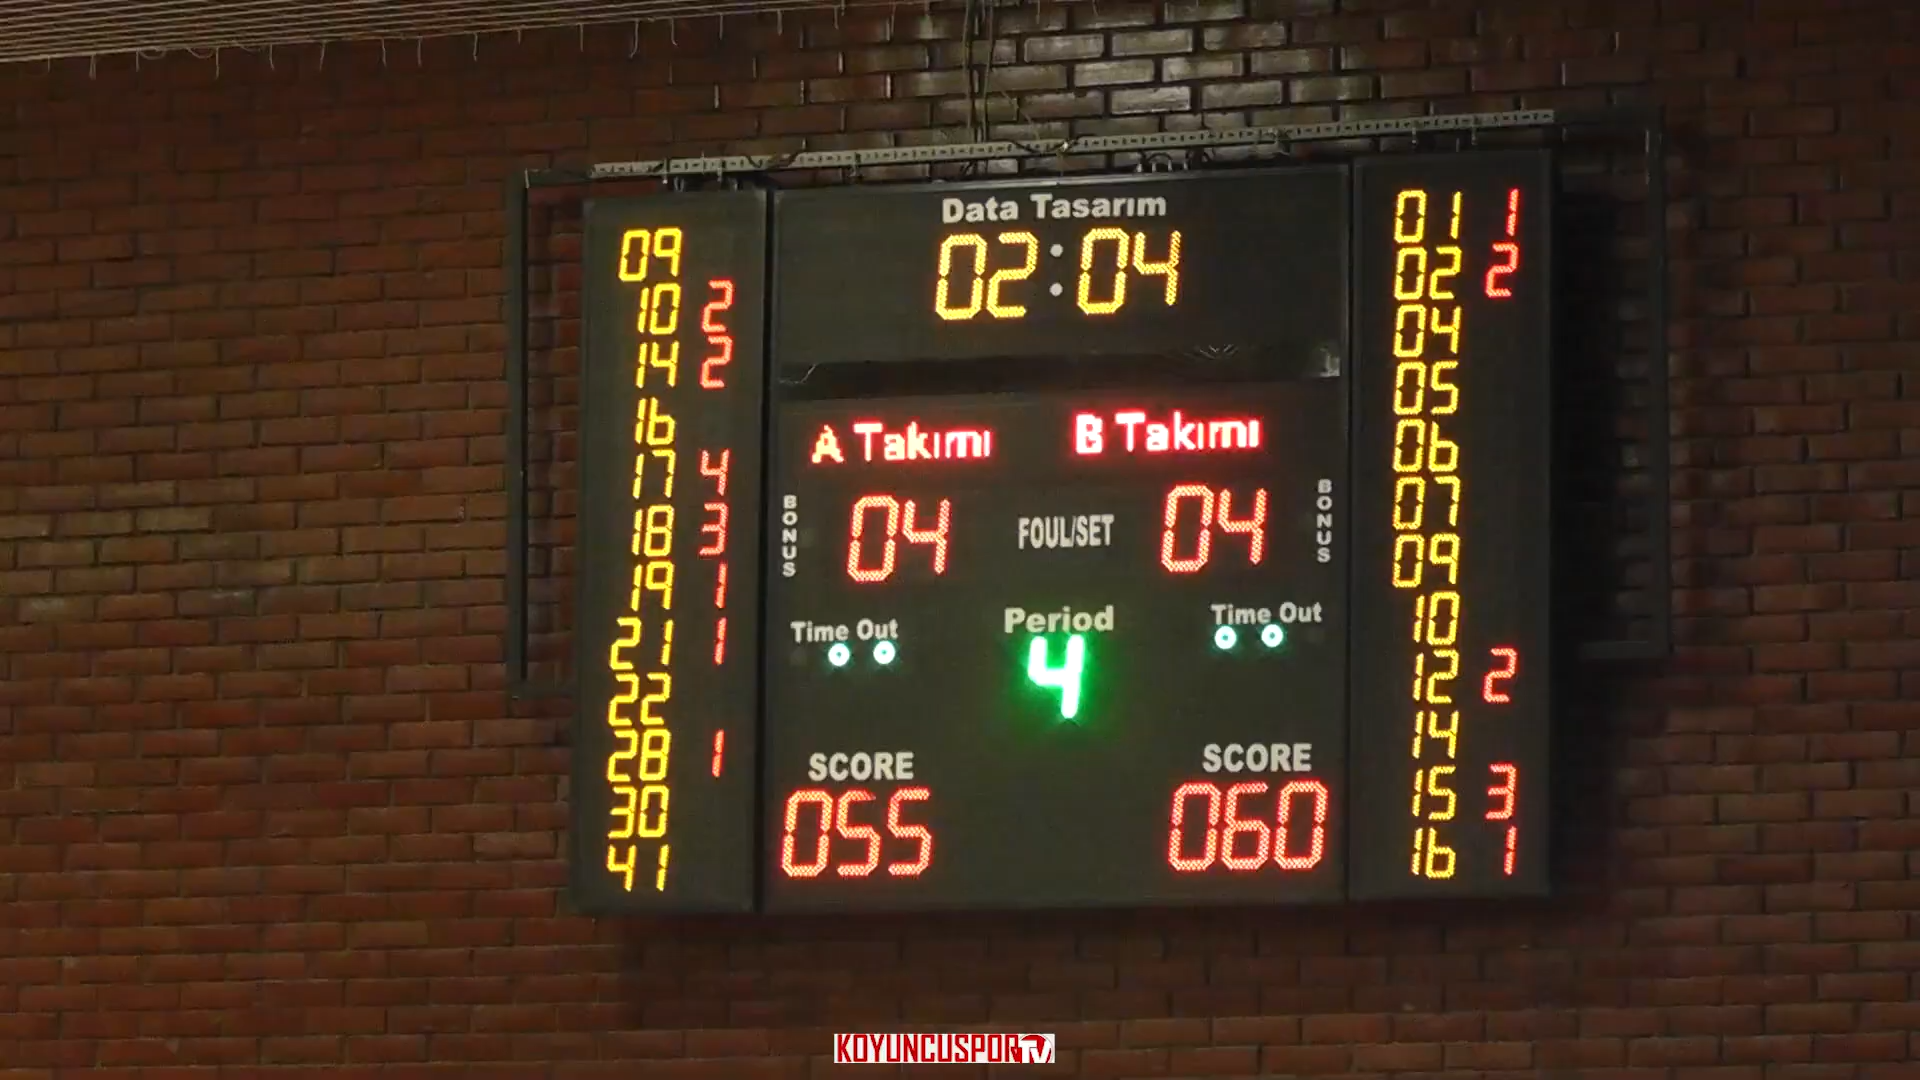 Data Tasarım
02:04
09
10 2
14 2
16
17 4
18 3
19 1
21 1
22
28 1
30
41
A Takımı
B Takımı
BONUS
04
FOUL/SET
04
BONUS
Time Out
Period
Time Out
4
SCORE
SCORE
055
060
01 1
02 2
04
05
06
07
09
10
12 2
14
15 3
16 1
KOYUNCUSPOR TV